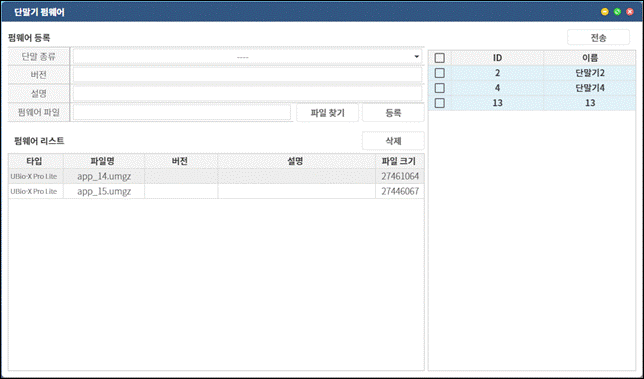 단말기 펌웨어
펌웨어 등록
단말 종류 ----
버전
설명
펌웨어 파일 파일 찾기 등록
펌웨어 리스트 삭제
타입 파일명 버전 설명 파일 크기
UBio-X Pro Lite app_14.umgz 27461064
UBio-X Pro Lite app_15.umgz 27446067
전송
ID 이름
2 단말기2
4 단말기4
13 13